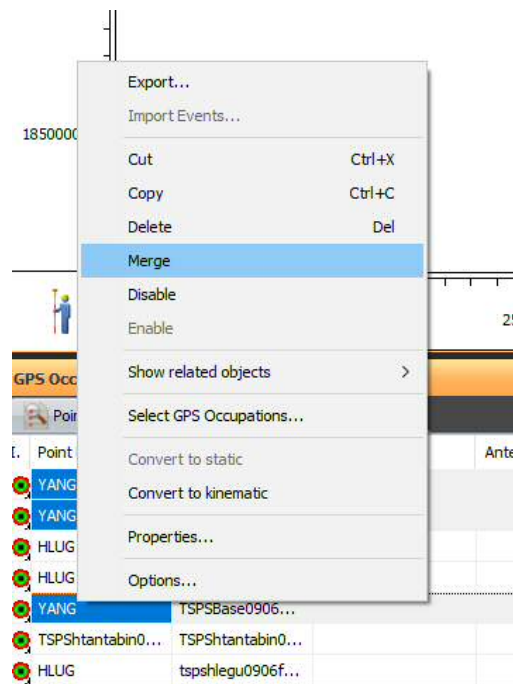 Export...
Import Events...
1850000
Cut Ctrl+X
Copy Ctrl+C
Delete Del
Merge
Disable
Enable
Show related objects >
GPS Occ
Poin
Select GPS Occupations...
Point
Ante
Convert to static
YANG
Convert to kinematic
YANG
Properties...
HLUG
Options...
HLUG
YANG TSPSBase0906...
TSPShtantabin0... TSPShtantabin0...
HLUG tspshlegu0906f...